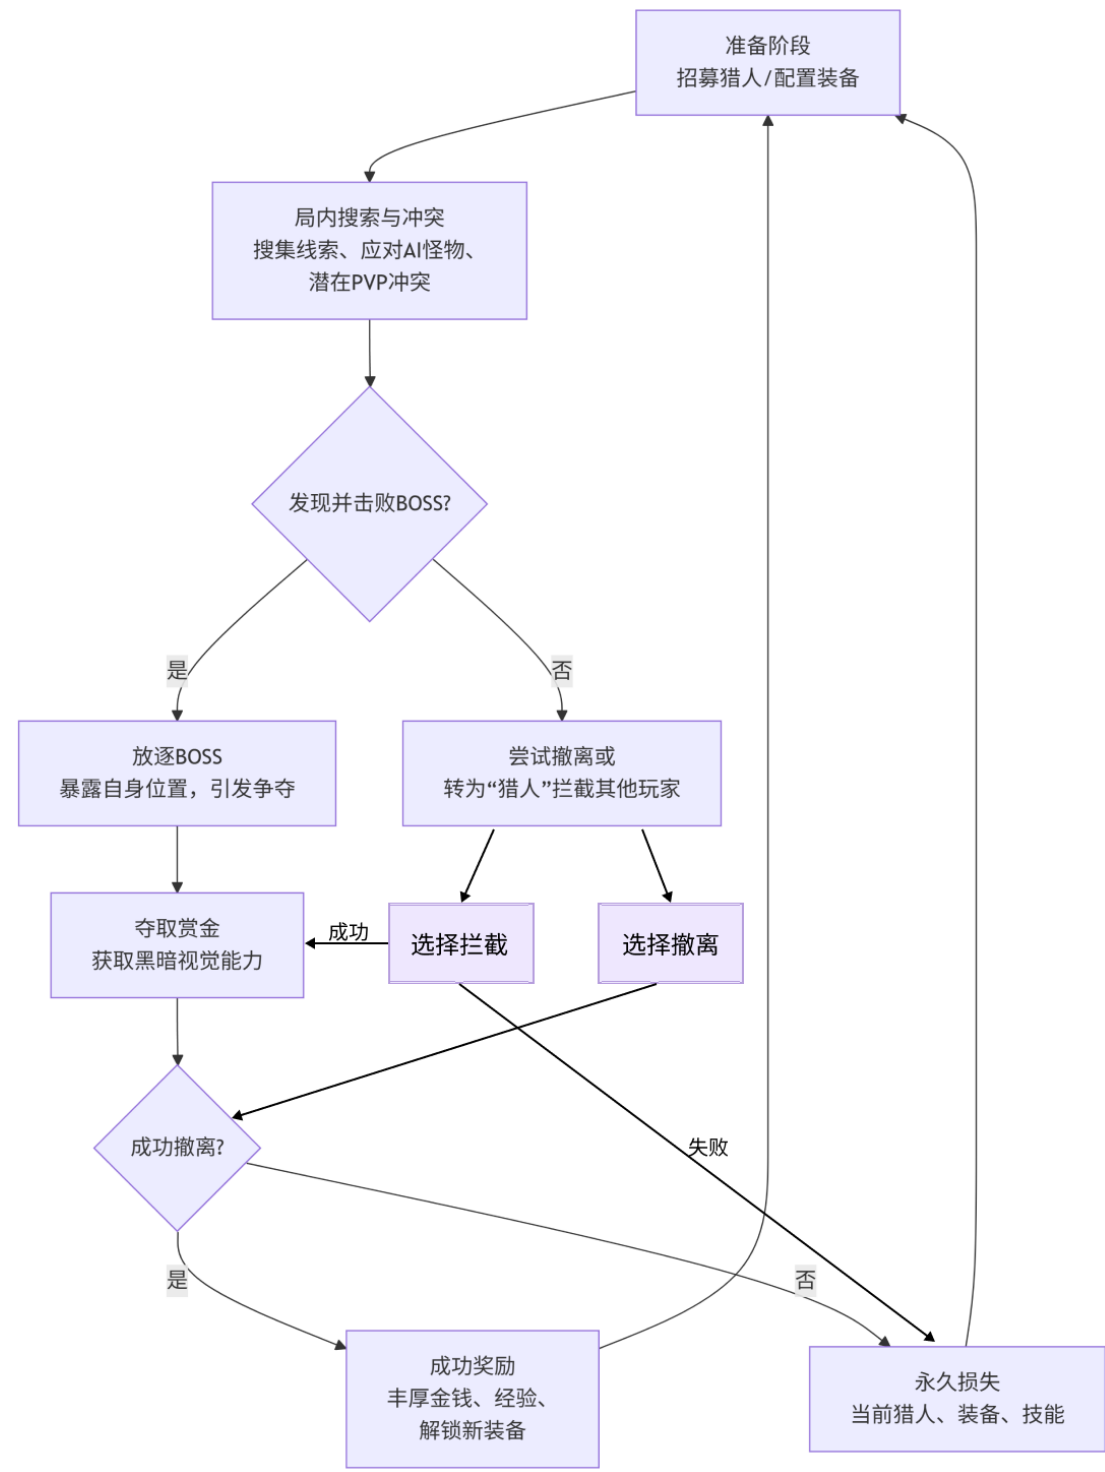 准备阶段
招募猎人/配置装备
局内搜索与冲突
搜集线索、应对AI怪物、
潜在PVP冲突
发现并击败BOSS?
是
否
放逐BOSS
暴露自身位置，引发争夺
尝试撤离或
转为“猎人”拦截其他玩家
夺取赏金
获取黑暗视觉能力
成功
选择拦截
选择撤离
成功撤离?
失败
是
否
成功奖励
丰厚金钱、经验、
解锁新装备
永久损失
当前猎人、装备、技能